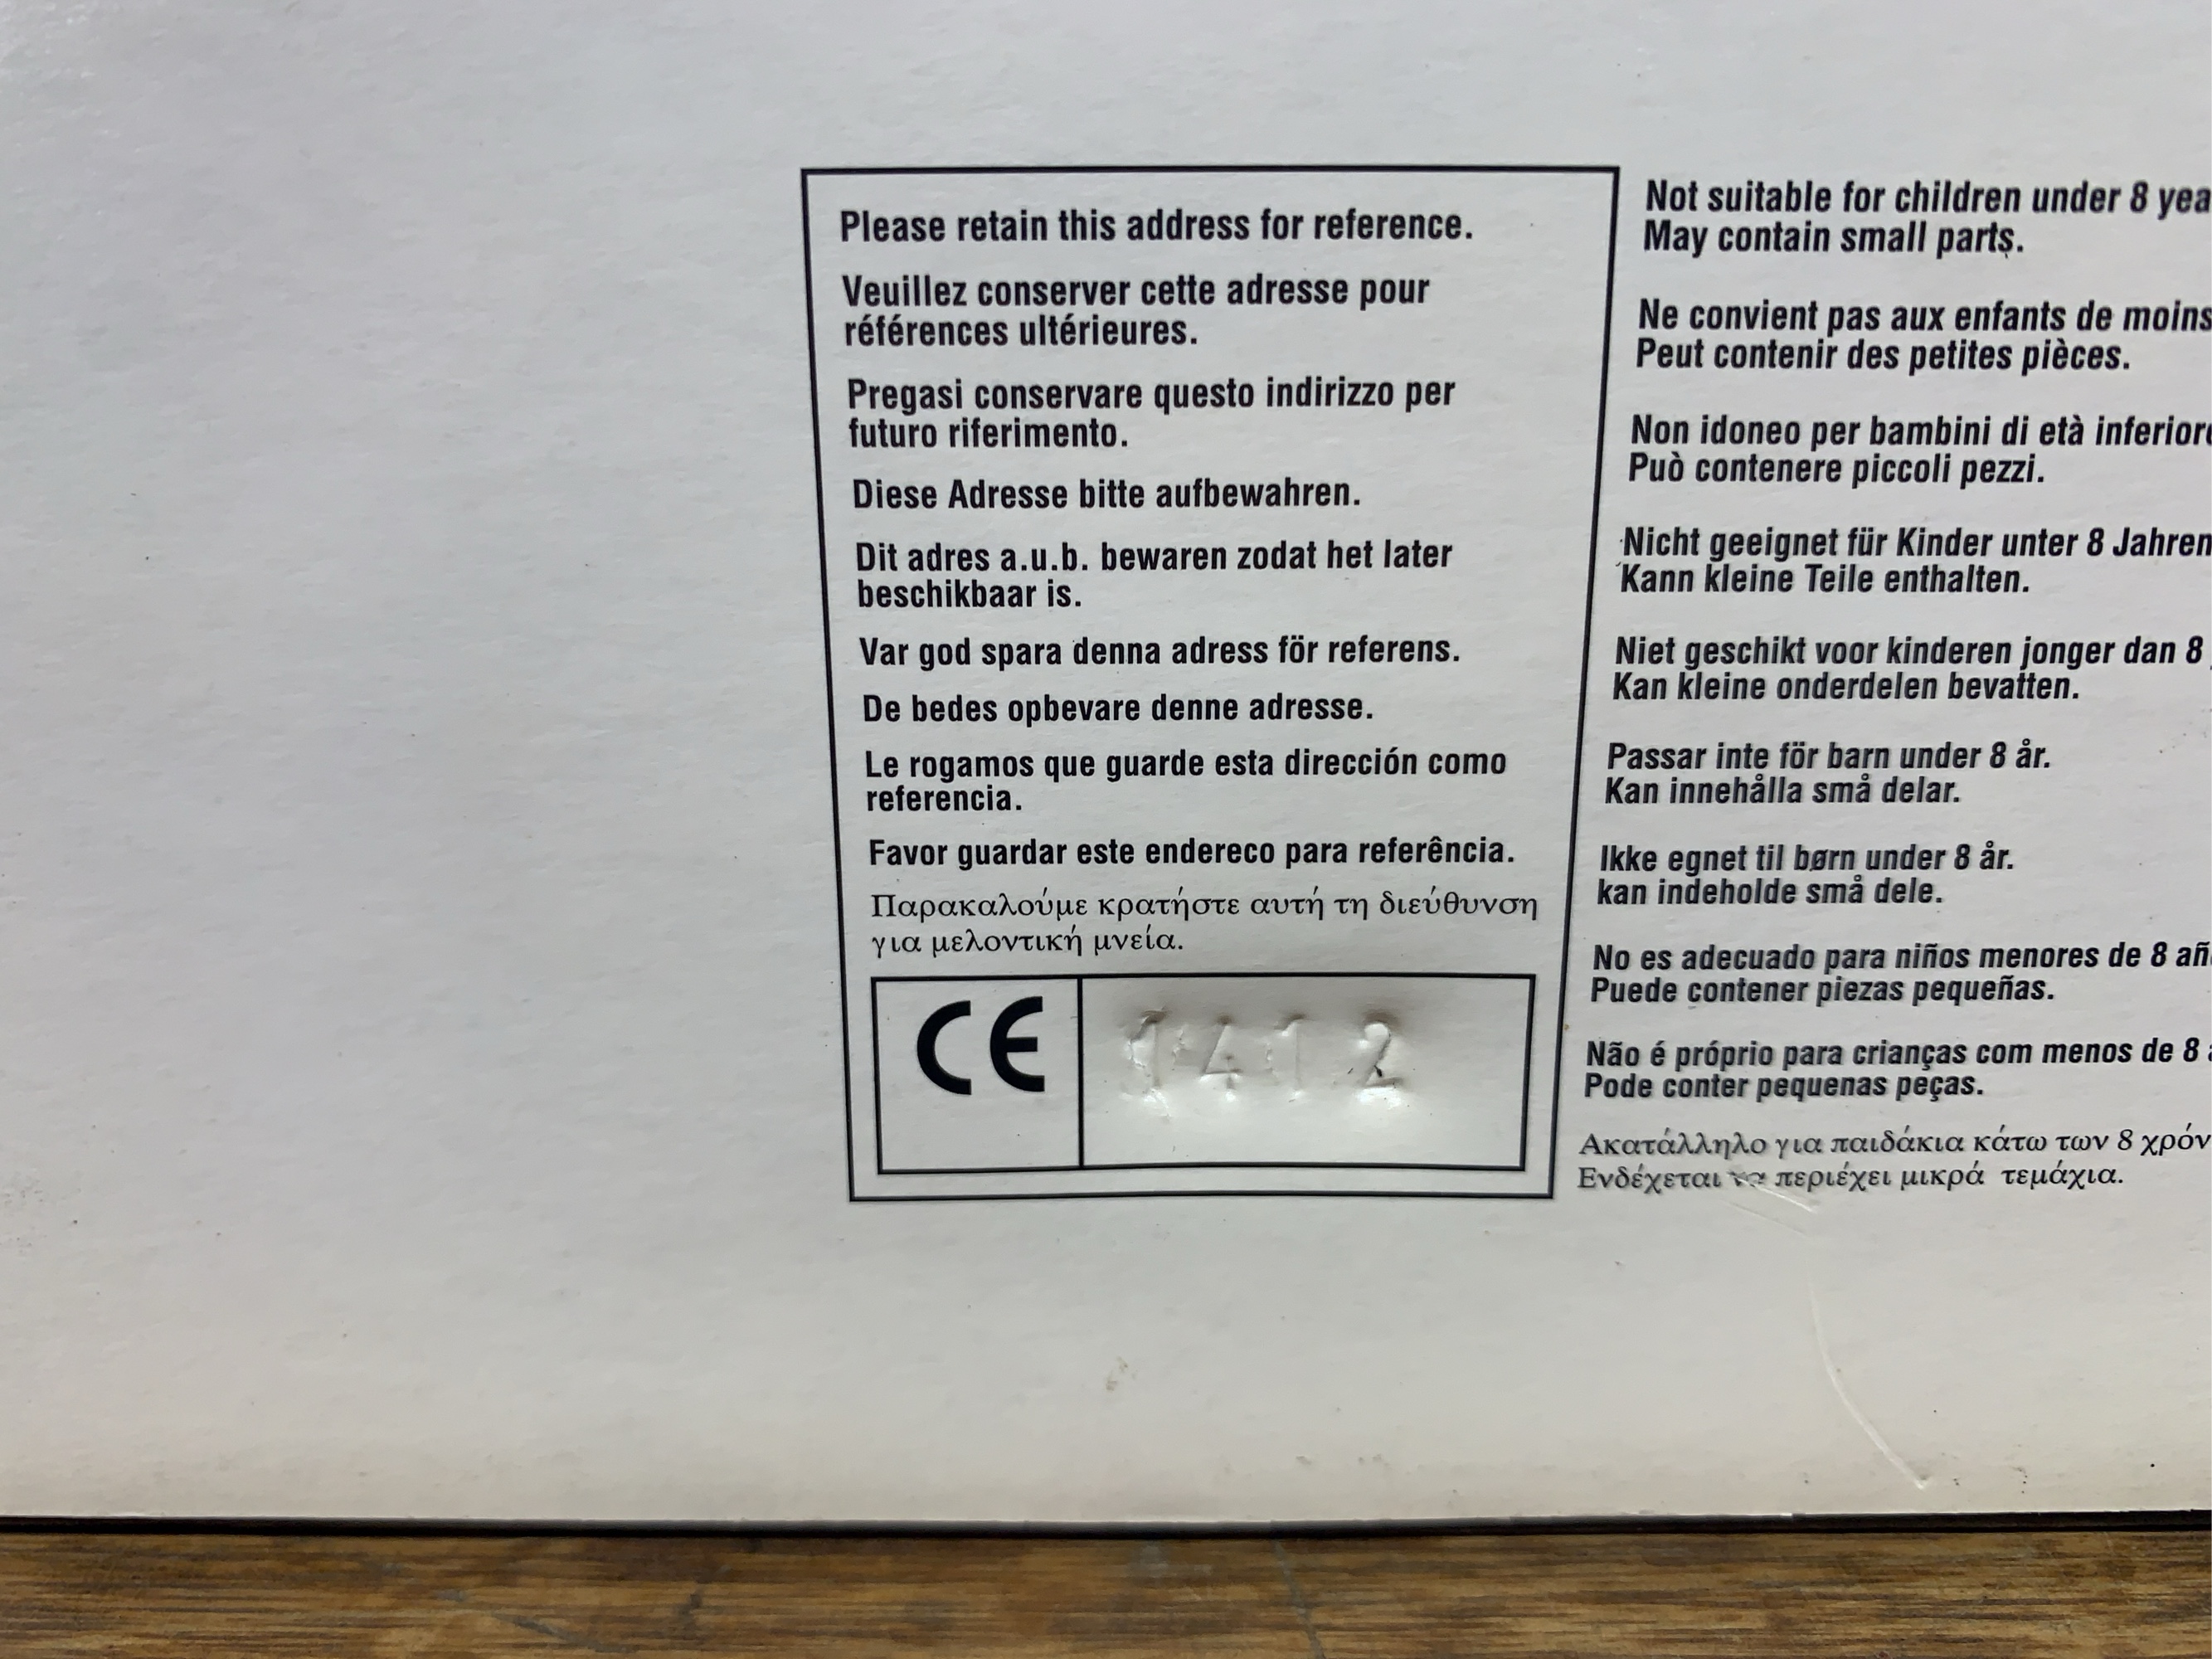 Please retain this address for reference.
Veuillez conserver cette adresse pour
références ultérieures.
Pregasi conservare questo indirizzo per
futuro riferimento.
Diese Adresse bitte aufbewahren.
Dit adres a.u.b. bewaren zodat het later
beschikbaar is.
Var god spara denna adress för referens.
De bedes opbevare denne adresse.
Le rogamos que guarde esta dirección como
referencia.
Favor guardar este endereco para referência.
Παρακαλούμε κρατήστε αυτή τη διεύθυνση
για μελοντική μνεία.
CE
1412
Not suitable for children under 8 yea
May contain small parts.
Ne convient pas aux enfants de moins
Peut contenir des petites pièces.
Non idoneo per bambini di età inferior
Può contenere piccoli pezzi.
Nicht geeignet für Kinder unter 8 Jahren
Kann kleine Teile enthalten.
Niet geschikt voor kinderen jonger dan 8
Kan kleine onderdelen bevatten.
Passar inte för barn under 8 år.
Kan innehålla små delar.
Ikke egnet til børn under 8 år.
kan indeholde små dele.
No es adecuado para niños menores de 8 añ
Puede contener piezas pequeñas.
Não é próprio para crianças com menos de 8
Pode conter pequenas peças.
Ακατάλληλο για παιδάκια κάτω των 8 χρόν
Ενδέχεται να περιέχει μικρά τεμάχια.